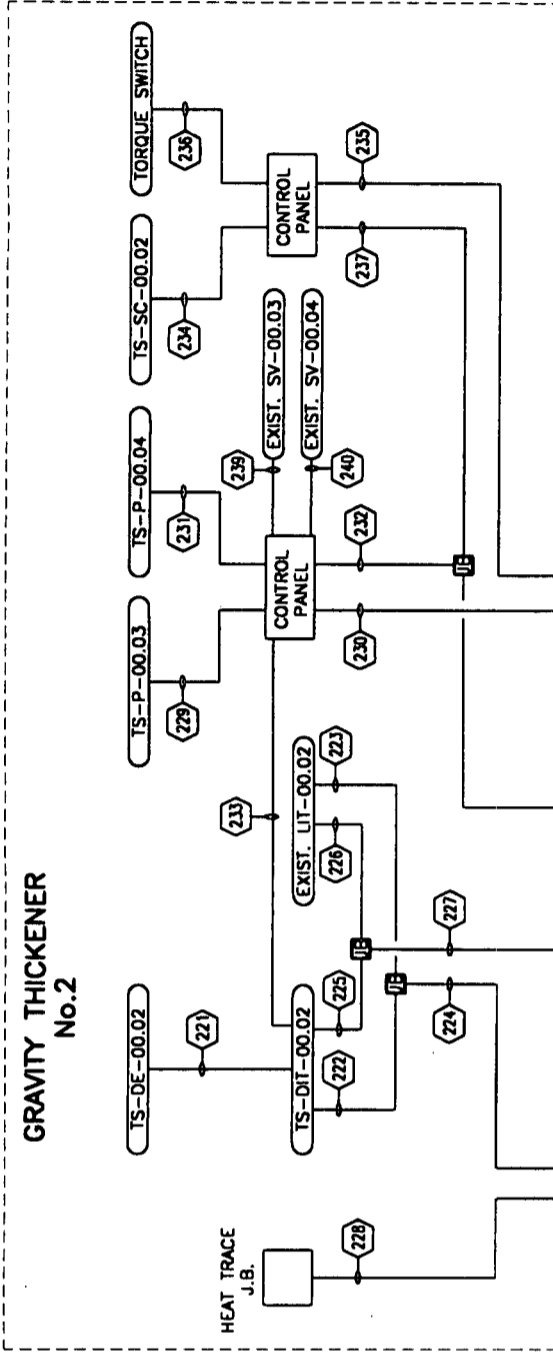 GRAVITY THICKENER
No.2
TS-DE-00.02
TS-P-00.03
TS-P-00.04
TS-SC-00.02
TORQUE SWITCH
221
229
231
234
236
233
239
EXIST. SV-00.03
240
EXIST. SV-00.04
CONTROL
PANEL
CONTROL
PANEL
HEAT TRACE
J.B.
TS-DIT-00.02
EXIST. LIT-00.02
228
222
225
226
223
230
232
237
235
JB
JB
JB
224
227